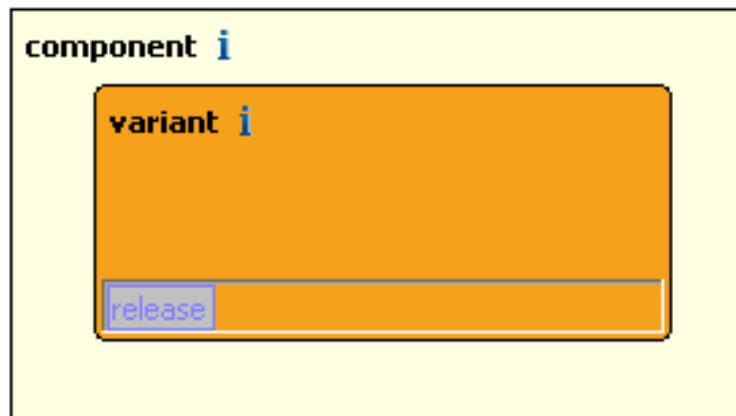 component i
variant i
release